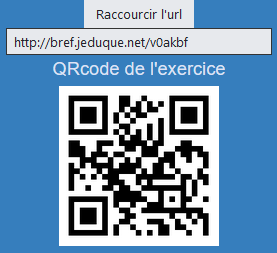 Raccourcir l'url
http://bref.jeduque.net/v0akbf
QRcode de l'exercice